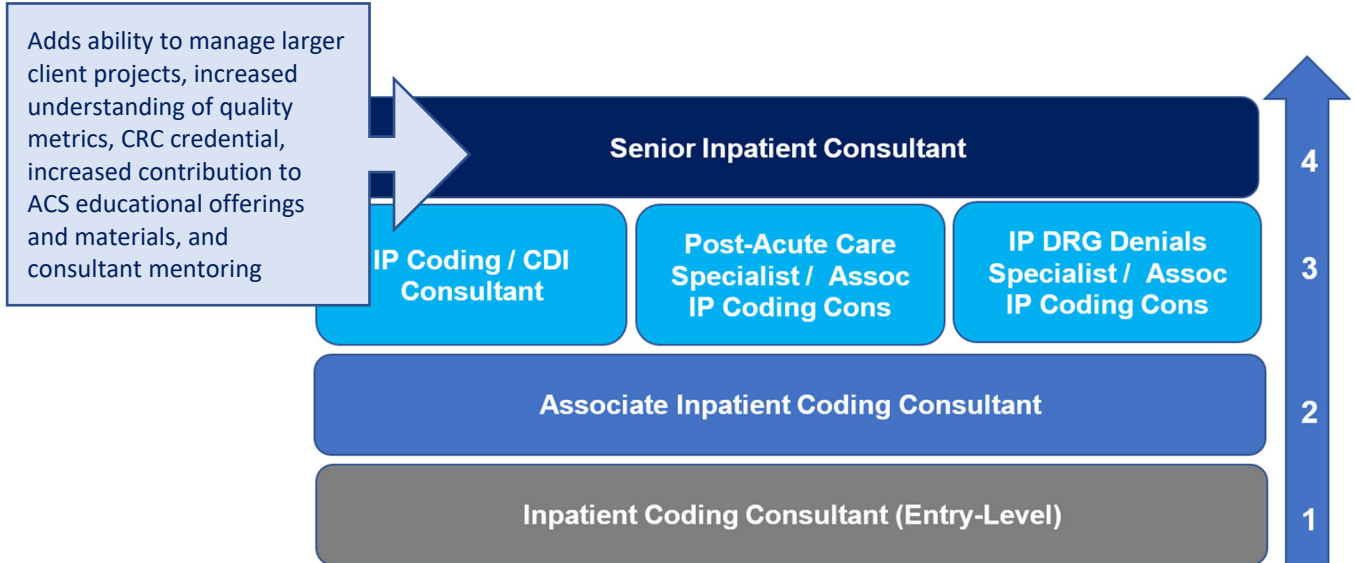 Adds ability to manage larger
client projects, increased
understanding of quality
metrics, CRC credential,
increased contribution to
ACS educational offerings
and materials, and
consultant mentoring
Senior Inpatient Consultant
4
IP Coding / CDI
Consultant
Post-Acute Care
Specialist / Assoc
IP Coding Cons
IP DRG Denials
Specialist / Assoc
IP Coding Cons
3
Associate Inpatient Coding Consultant
2
Inpatient Coding Consultant (Entry-Level)
1